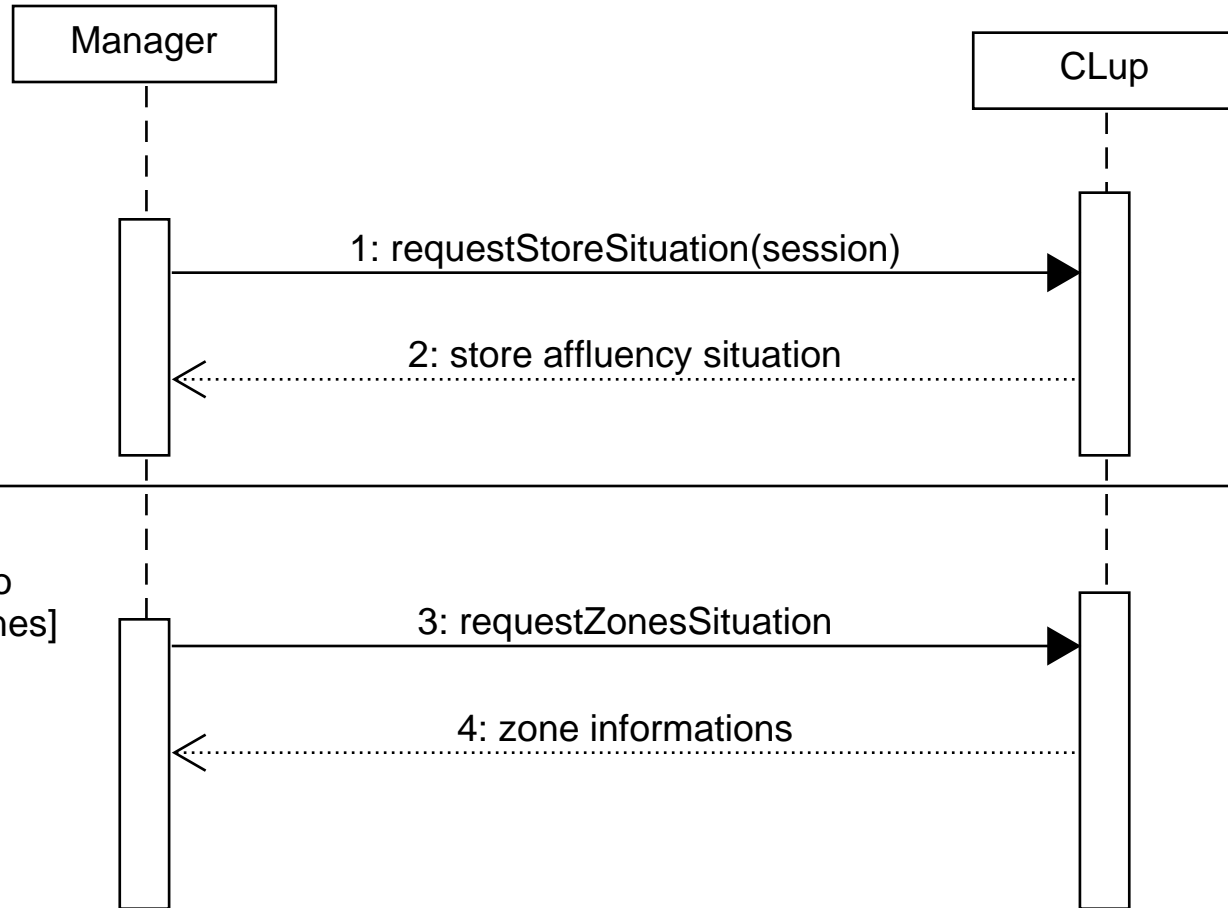 Manager
CLup
1: requestStoreSituation(session)
2: store affluency situation
3: requestZonesSituation
4: zone informations